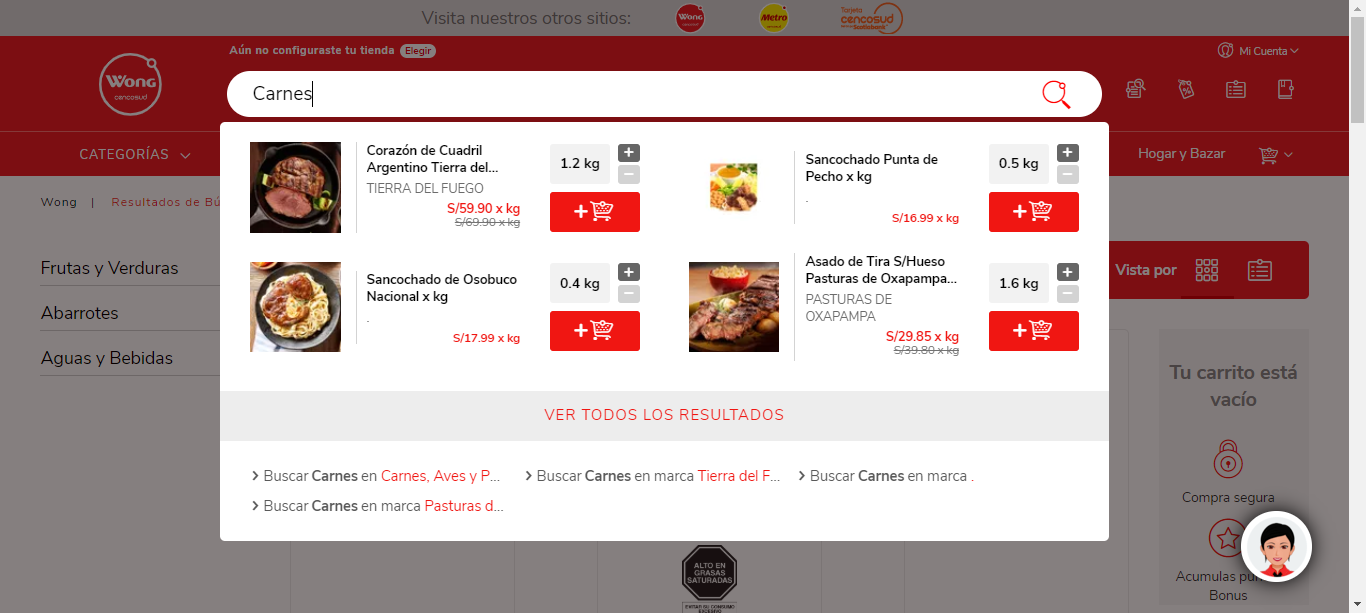 Visita nuestros otros sitios:
Wong
Metro
Tarjeta
cencosud
Scotiabank
Aún no configuraste tu tienda Elegir
Mi Cuenta
Wong
cencosud
Carnes
CATEGORÍAS
Hogar y Bazar
Wong | Resultados de Bú
Frutas y Verduras
Abarrotes
Aguas y Bebidas
Corazón de Cuadril
Argentino Tierra del...
TIERRA DEL FUEGO
S/59.90 x kg
S/69.90 x kg
1.2 kg
+
−
+
Sancochado Punta de
Pecho x kg
.
S/16.99 x kg
0.5 kg
+
−
+
Sancochado de Osobuco
Nacional x kg
.
S/17.99 x kg
0.4 kg
+
−
+
Asado de Tira S/Hueso
Pasturas de Oxapampa...
PASTURAS DE
OXAPAMPA
S/29.85 x kg
S/39.80 x kg
1.6 kg
+
−
+
VER TODOS LOS RESULTADOS
> Buscar Carnes en Carnes, Aves y P...
> Buscar Carnes en marca Tierra del F...
> Buscar Carnes en marca .
> Buscar Carnes en marca Pasturas d...
Vista por
Tu carrito está
vacío
Compra segura
Acumulas pun
Bonus
ALTO EN
GRASAS
SATURADAS
EVITAR SU CONSUMO
EXCESIVO